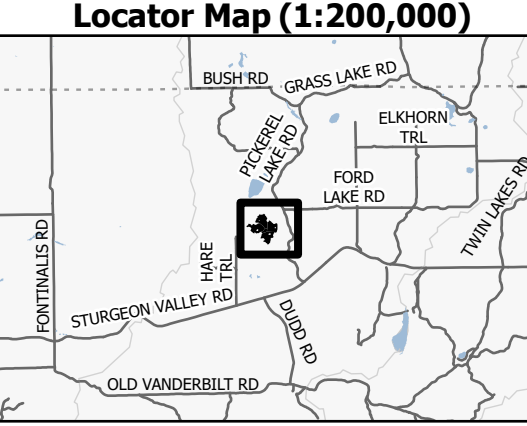 Locator Map (1:200,000)
BUSH RD
GRASS LAKE RD
PICKEREL
LAKE RD
ELKHORN
TRL
FORD
LAKE RD
TWIN LAKES RD
FONTINALIS RD
HARE
TRL
STURGEON VALLEY RD
DUDD RD
OLD VANDERBILT RD